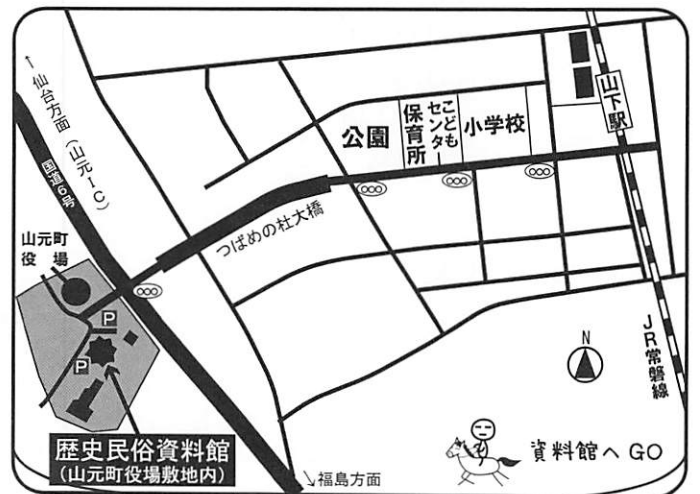 ↑仙台方面（山元IC）
国道6号
山元町
役場
P
P
歴史民俗資料館
（山元町役場敷地内）
つばめの杜大橋
公園
保育所
こども
センター
小学校
山下駅
JR常磐線
N
資料館へ GO
↘福島方面